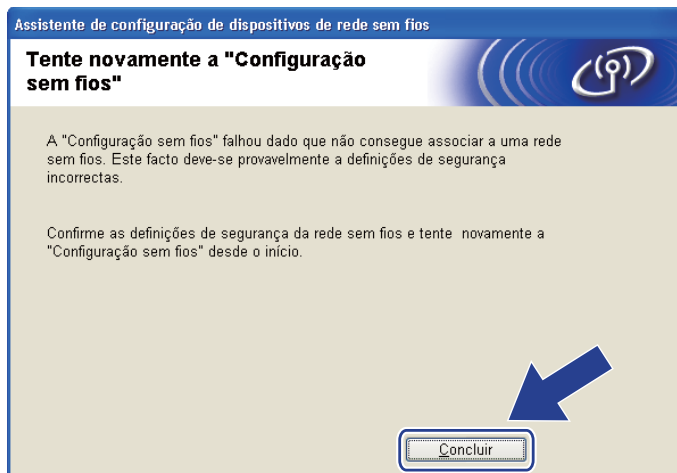 Assistente de configuração de dispositivos de rede sem fios
Tente novamente a "Configuração
sem fios"
A "Configuração sem fios" falhou dado que não consegue associar a uma rede
sem fios. Este facto deve-se provavelmente a definições de segurança
incorrectas.
Confirme as definições de segurança da rede sem fios e tente novamente a
"Configuração sem fios" desde o início.
Concluir